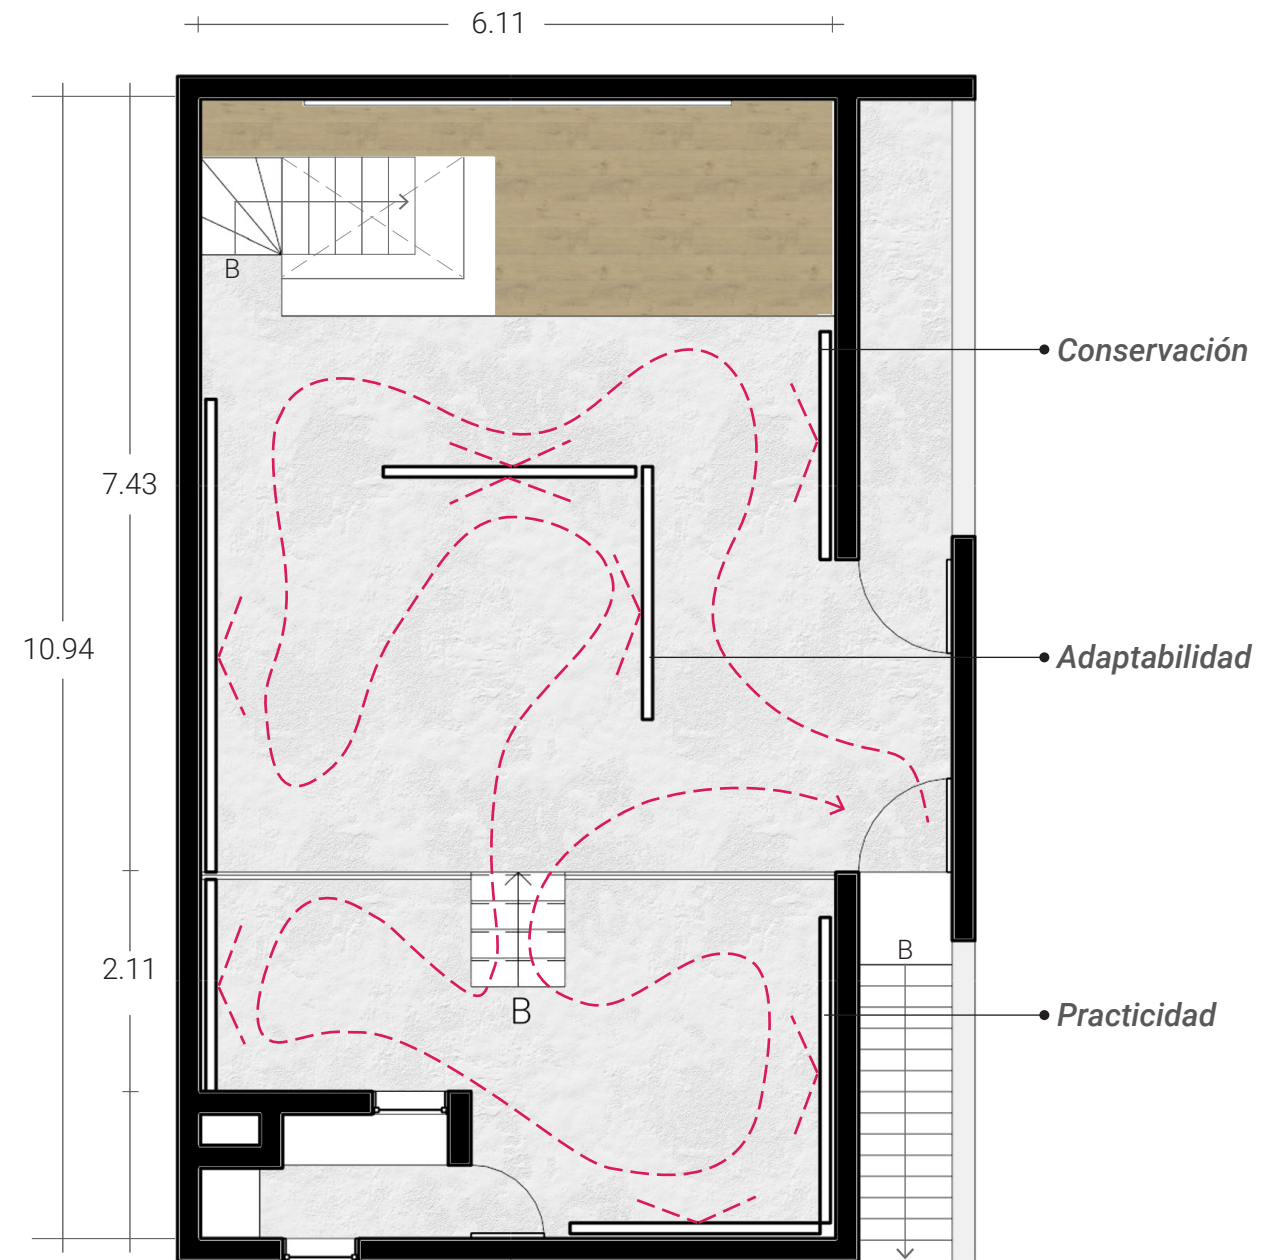 6.11
B
Conservación
7.43
10.94
Adaptabilidad
B
2.11
B
Practicidad